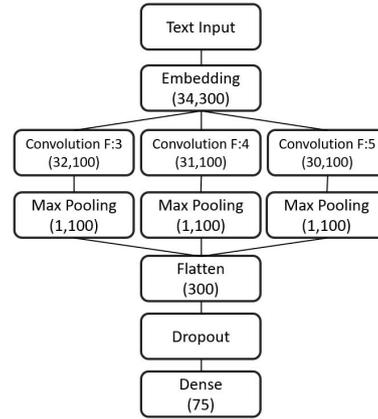 Text Input
Embedding
(34,300)
Convolution F:3
(32,100)
Convolution F:4
(31,100)
Convolution F:5
(30,100)
Max Pooling
(1,100)
Max Pooling
(1,100)
Max Pooling
(1,100)
Flatten
(300)
Dropout
Dense
(75)